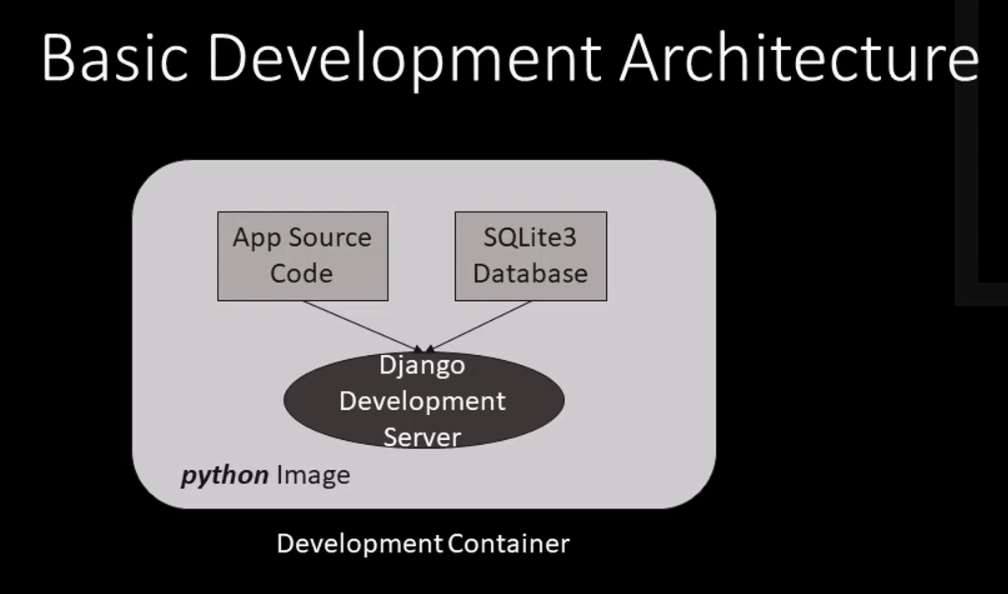 Basic Development Architecture
App Source
Code
SQLite3
Database
Django
Development
Server
python Image
Development Container